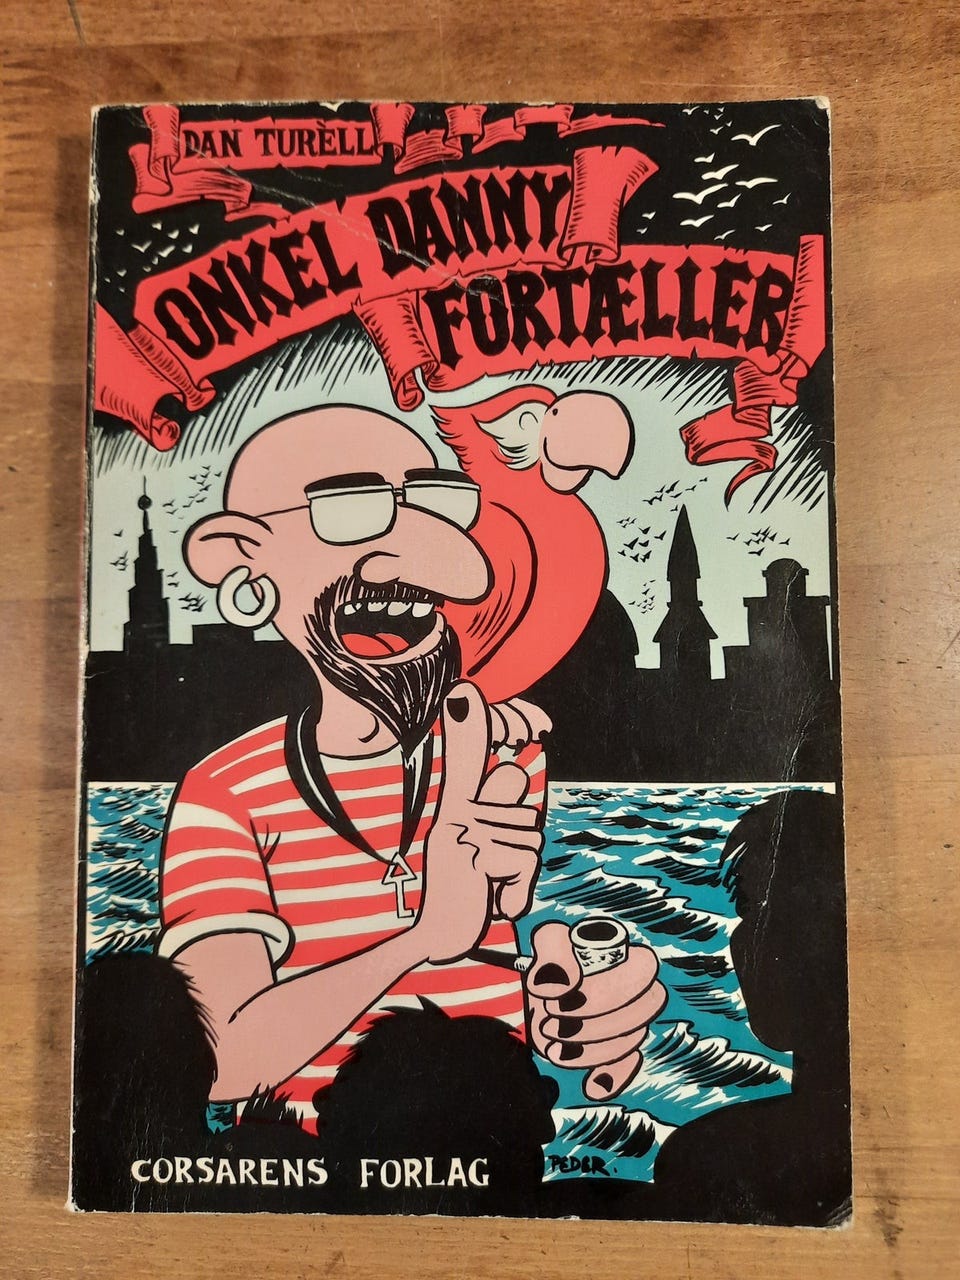 DAN TURÈLL
ONKEL DANNY
FORTÆLLER
CORSARENS FORLAG
PEDER.